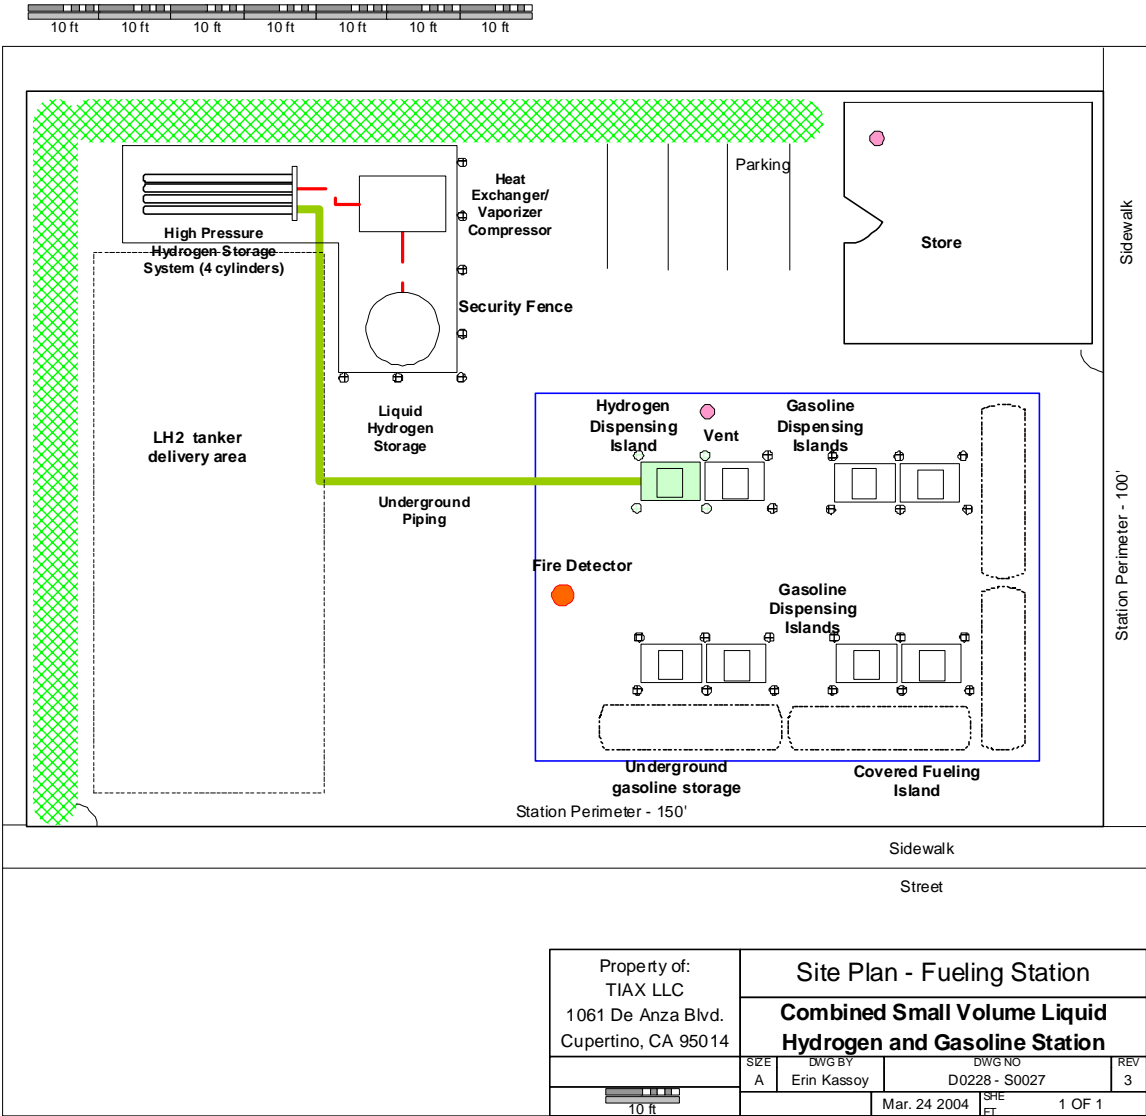 10 ft 10 ft 10 ft 10 ft 10 ft 10 ft 10 ft
Parking
Heat
Exchanger/
Vaporizer
Compressor
High Pressure
Hydrogen Storage
System (4 cylinders)
Store
Sidewalk
Security Fence
Liquid
Hydrogen
Storage
LH2 tanker
delivery area
Hydrogen
Dispensing
Island
Vent
Gasoline
Dispensing
Islands
Underground
Piping
Station Perimeter - 100'
Fire Detector
Gasoline
Dispensing
Islands
Underground
gasoline storage
Covered Fueling
Island
Station Perimeter - 150'
Sidewalk
Street
Property of:
TIAX LLC
1061 De Anza Blvd.
Cupertino, CA 95014
10 ft
Site Plan - Fueling Station
Combined Small Volume Liquid
Hydrogen and Gasoline Station
SIZE DWG BY DWG NO REV
A Erin Kassoy D0228 - S0027 3
Mar. 24 2004 SHE
ET 1 OF 1